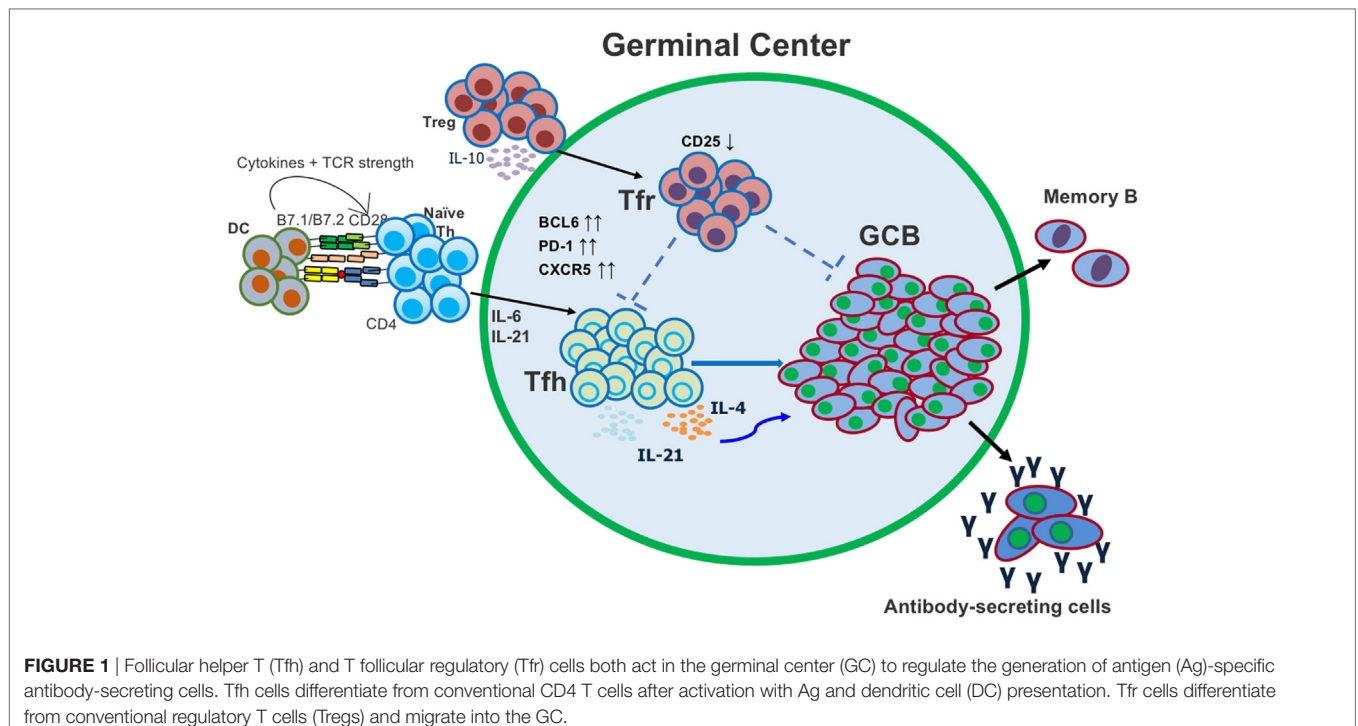 Germinal Center
Treg
IL-10
CD25 ↓
Cytokines + TCR strength
Tfr
Memory B
B7.1/B7.2 CD28
Naïve
Th
DC
BCL6 ↑↑
PD-1 ↑↑
CXCR5 ↑↑
GCB
CD4
IL-6
IL-21
Tfh
IL-4
IL-21
Antibody-secreting cells
FIGURE 1 | Follicular helper T (Tfh) and T follicular regulatory (Tfr) cells both act in the germinal center (GC) to regulate the generation of antigen (Ag)-specific
antibody-secreting cells. Tfh cells differentiate from conventional CD4 T cells after activation with Ag and dendritic cell (DC) presentation. Tfr cells differentiate
from conventional regulatory T cells (Tregs) and migrate into the GC.